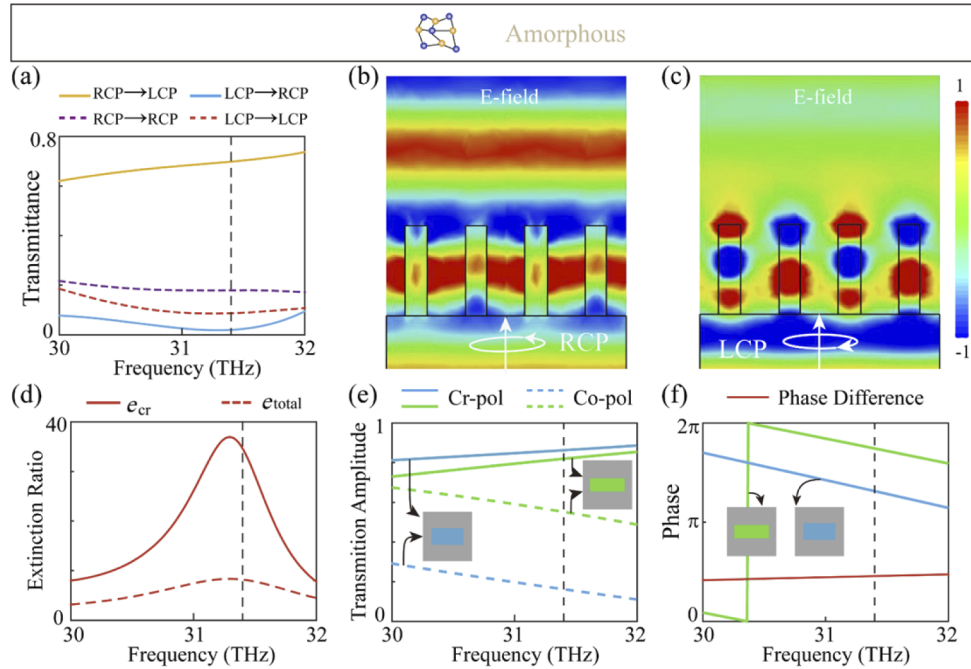 Amorphous
(a)
RCP→LCP
LCP→RCP
RCP→RCP
LCP→LCP
0.8
0
Transmittance
30
31
32
Frequency (THz)
(b)
E-field
RCP
(c)
E-field
LCP
1
-1
(d)
e_cr
e_total
40
20
0
Extinction Ratio
30
31
32
Frequency (THz)
(e)
Cr-pol
Co-pol
1
0
Transmition Amplitude
30
31
32
Frequency (THz)
(f)
Phase Difference
2π
π
0
Phase
30
31
32
Frequency (THz)